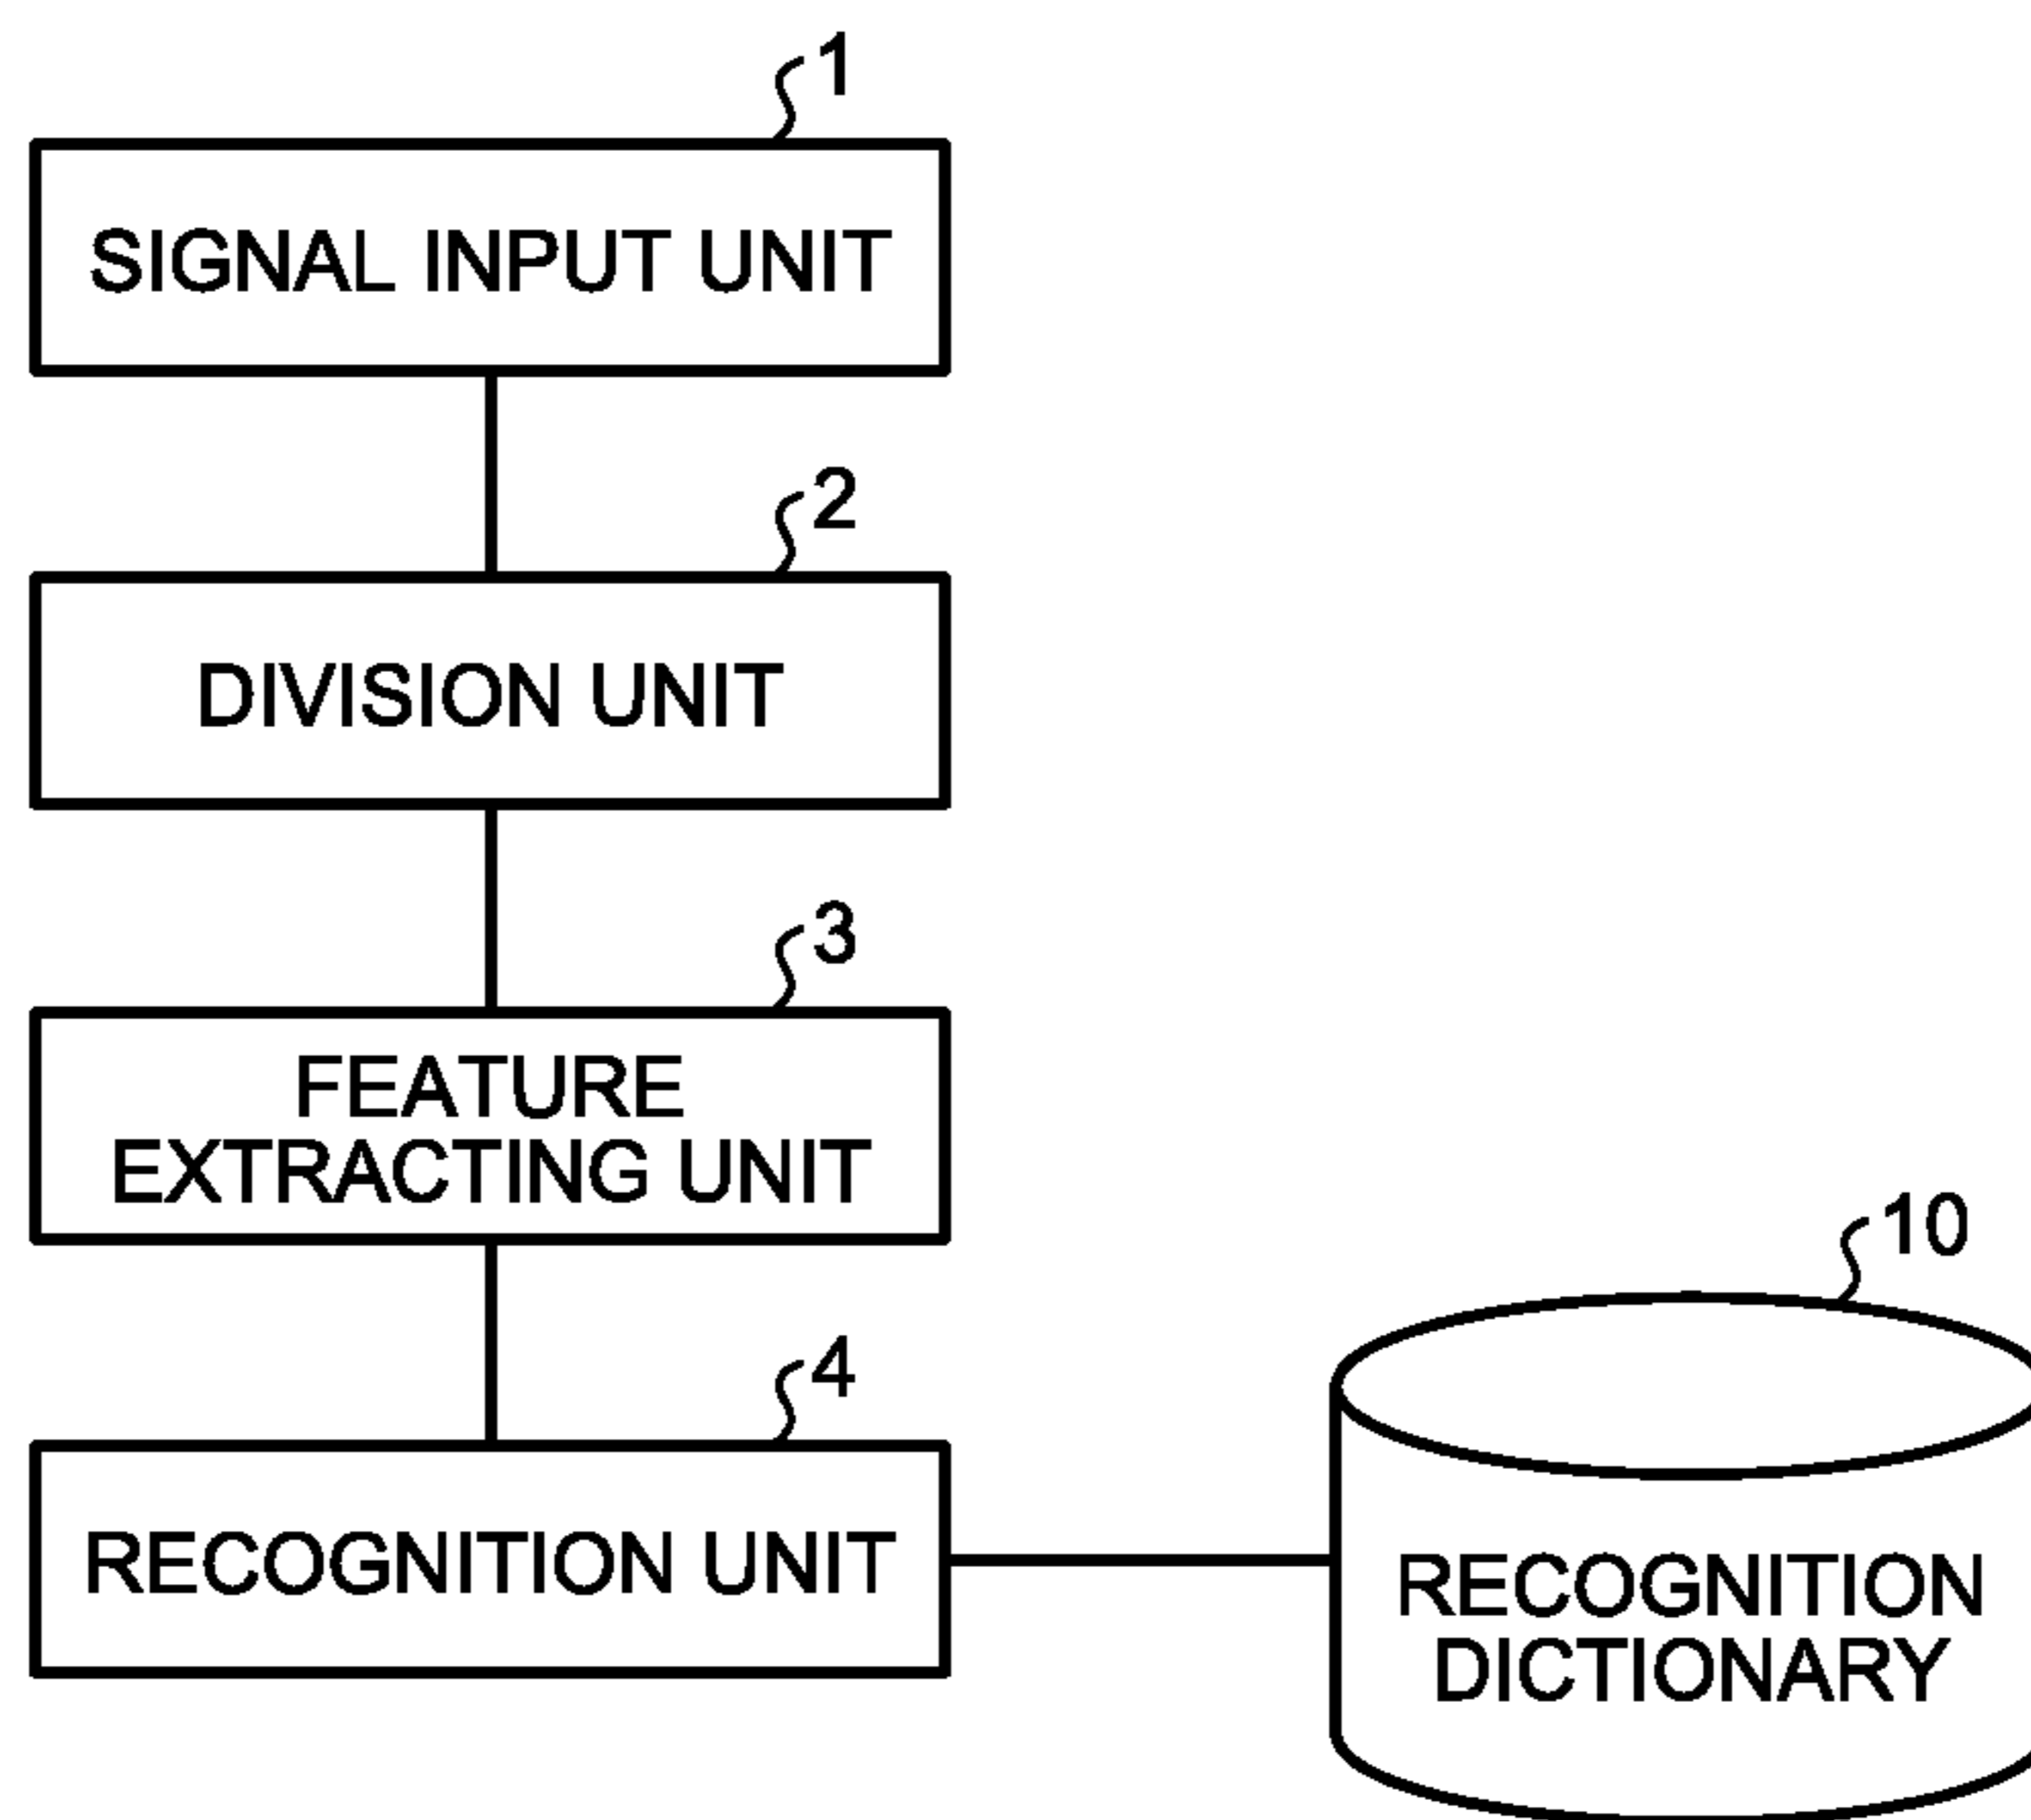 1
SIGNAL INPUT UNIT
2
DIVISION UNIT
3
FEATURE
EXTRACTING UNIT
4
RECOGNITION UNIT
10
RECOGNITION
DICTIONARY